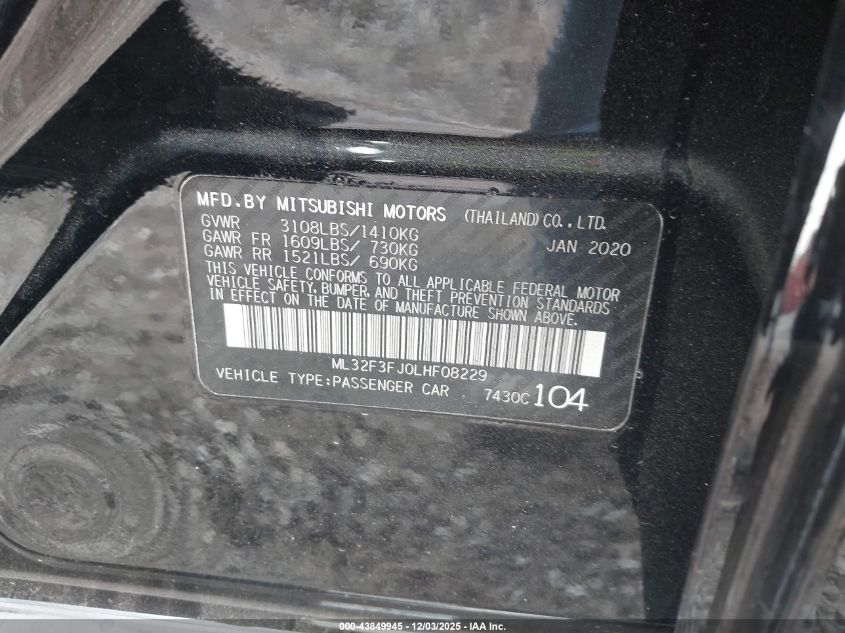 MFD.BY MITSUBISHI MOTORS (THAILAND)CO.,LTD.
GVWR 3108LBS/1410KG JAN 2020
GAWR FR 1609LBS/ 730KG
GAWR RR 1521LBS/ 690KG
THIS VEHICLE CONFORMS TO ALL APPLICABLE FEDERAL MOTOR
VEHICLE SAFETY, BUMPER, AND THEFT PREVENTION STANDARDS
IN EFFECT ON THE DATE OF MANUFACTURE SHOWN ABOVE.
ML32F3FJ0LHF08229
VEHICLE TYPE:PASSENGER CAR 7430C 104
000-43849945 - 12/03/2025 - IAA Inc.